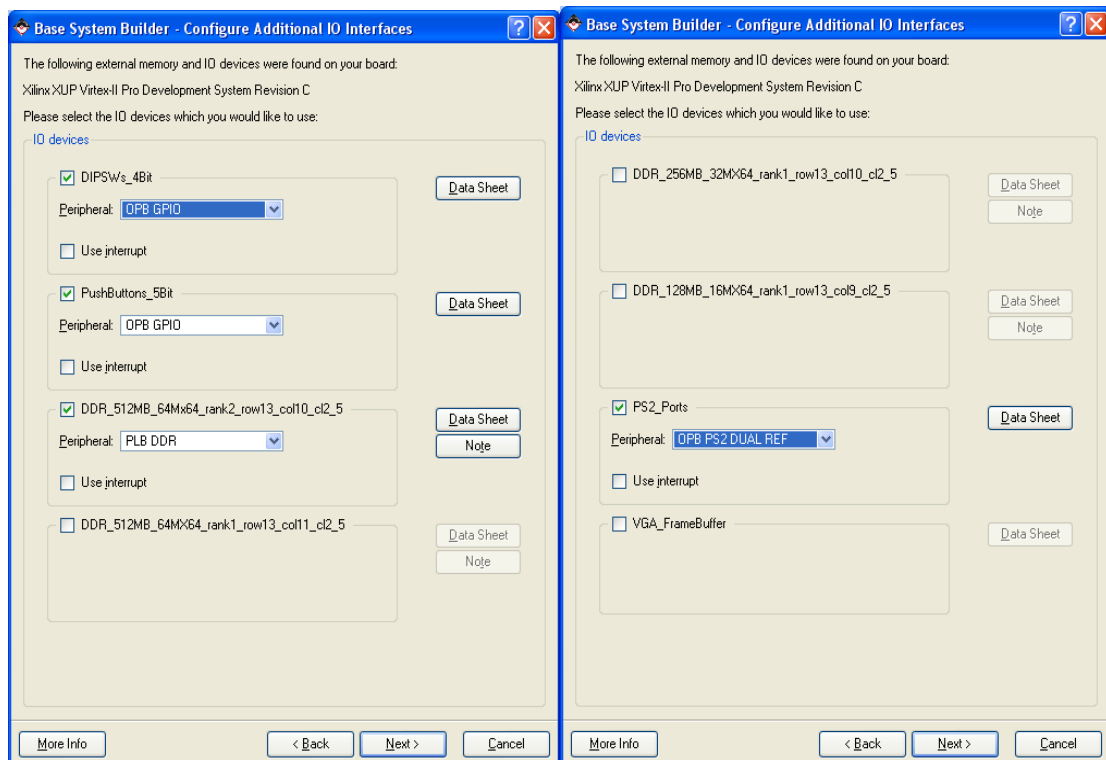 Base System Builder - Configure Additional IO Interfaces
The following external memory and IO devices were found on your board:
Xilinx XUP Virtex-II Pro Development System Revision C
Please select the IO devices which you would like to use:
IO devices
DIPSWs_4Bit
Data Sheet
Peripheral: OPB GPIO
Use interrupt
PushButtons_5Bit
Data Sheet
Peripheral: OPB GPIO
Use interrupt
DDR_512MB_64Mx64_rank2_row13_col10_cl2_5
Data Sheet
Peripheral: PLB DDR
Note
Use interrupt
DDR_512MB_64MX64_rank1_row13_col11_cl2_5
Data Sheet
Note
More Info
< Back
Next >
Cancel
Base System Builder - Configure Additional IO Interfaces
The following external memory and IO devices were found on your board:
Xilinx XUP Virtex-II Pro Development System Revision C
Please select the IO devices which you would like to use:
IO devices
DDR_256MB_32MX64_rank1_row13_col10_cl2_5
Data Sheet
Note
DDR_128MB_16MX64_rank1_row13_col9_cl2_5
Data Sheet
Note
PS2_Ports
Data Sheet
Peripheral: OPB PS2 DUAL REF
Use interrupt
VGA_FrameBuffer
Data Sheet
More Info
< Back
Next >
Cancel